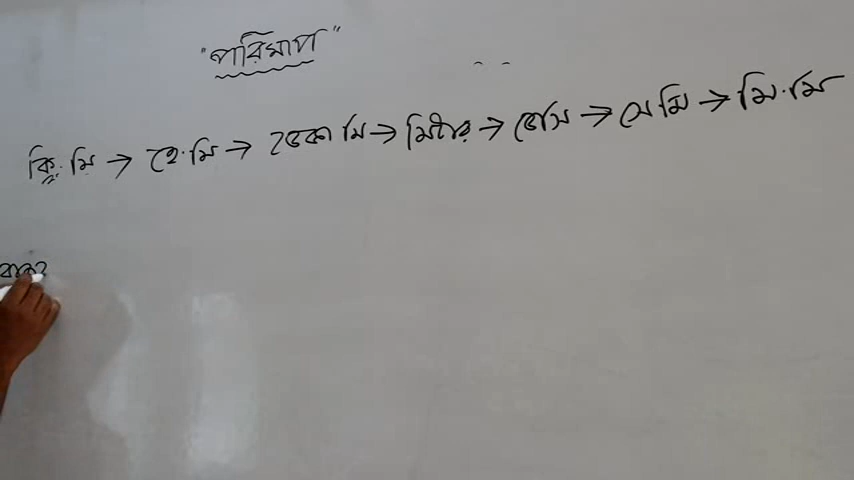 "পরিমাপ"
কি.মি → হে.মি → ডেকা মি → মিটার → ডেসি → সে মি → মি.মি